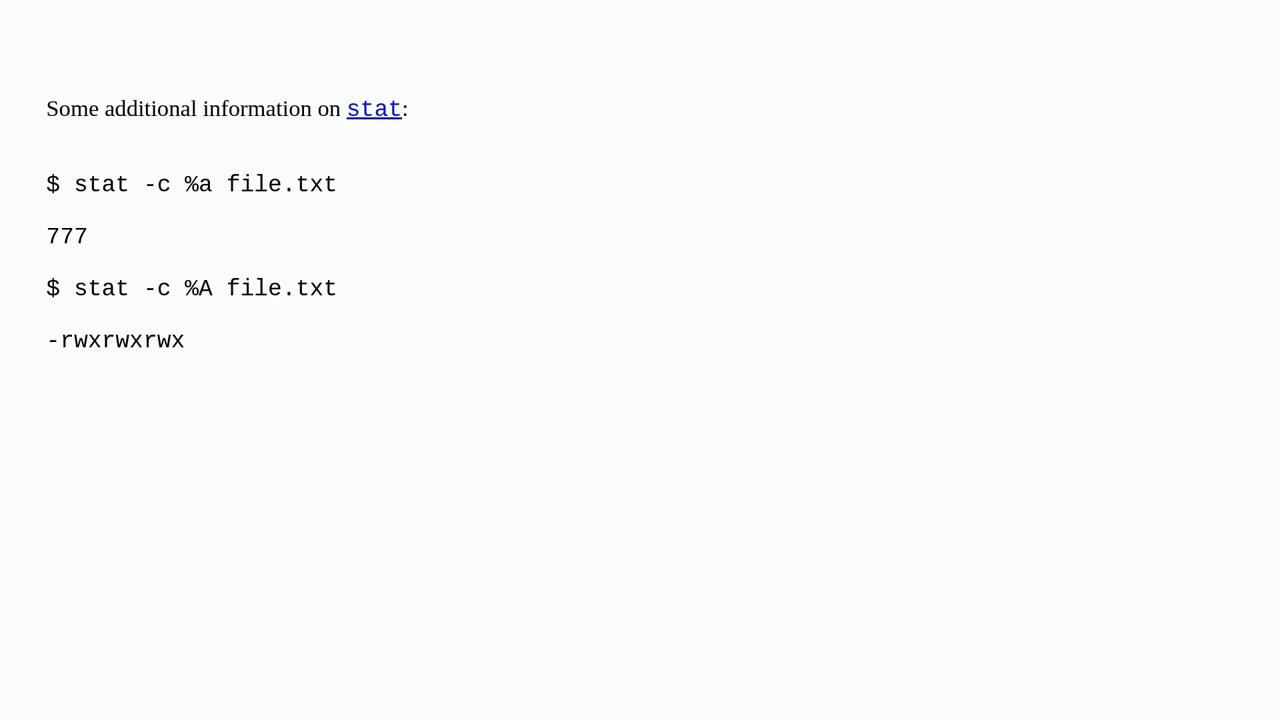 Some additional information on stat:
$ stat -c %a file.txt
777
$ stat -c %A file.txt
-rwxrwxrwx